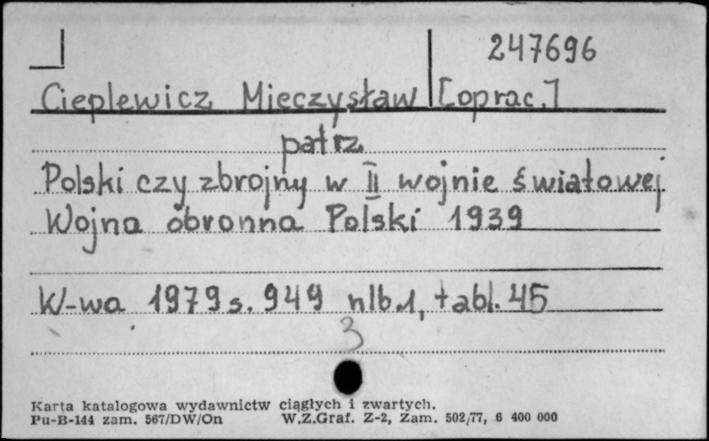 247696
Cieplewicz Mieczysław [oprac.]
patrz
Polski czy zbrojny w II wojnie światowej
Wojna obronna Polski 1939
W-wa 1979 s. 949 nlb. 1, tabl. 45
3
Karta katalogowa wydawnictw ciągłych i zwartych.
Pu-B-144 zam. 567/DW/On W.Z.Graf. Z-2, Zam. 502/77, 6 400 000